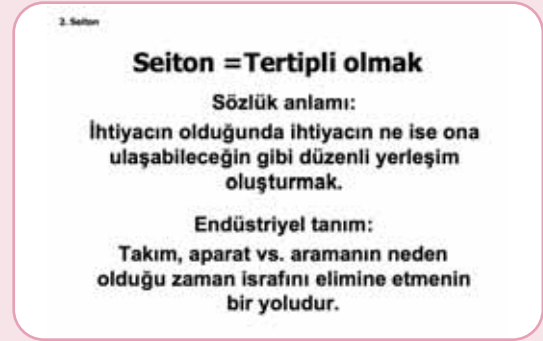 2. Seiton
Seiton =Tertipli olmak
Sözlük anlamı:
İhtiyacın olduğunda ihtiyacın ne ise ona
ulaşabileceğin gibi düzenli yerleşim
oluşturmak.
Endüstriyel tanım:
Takım, aparat vs. aramanın neden
olduğu zaman israfını elimine etmenin
bir yoludur.